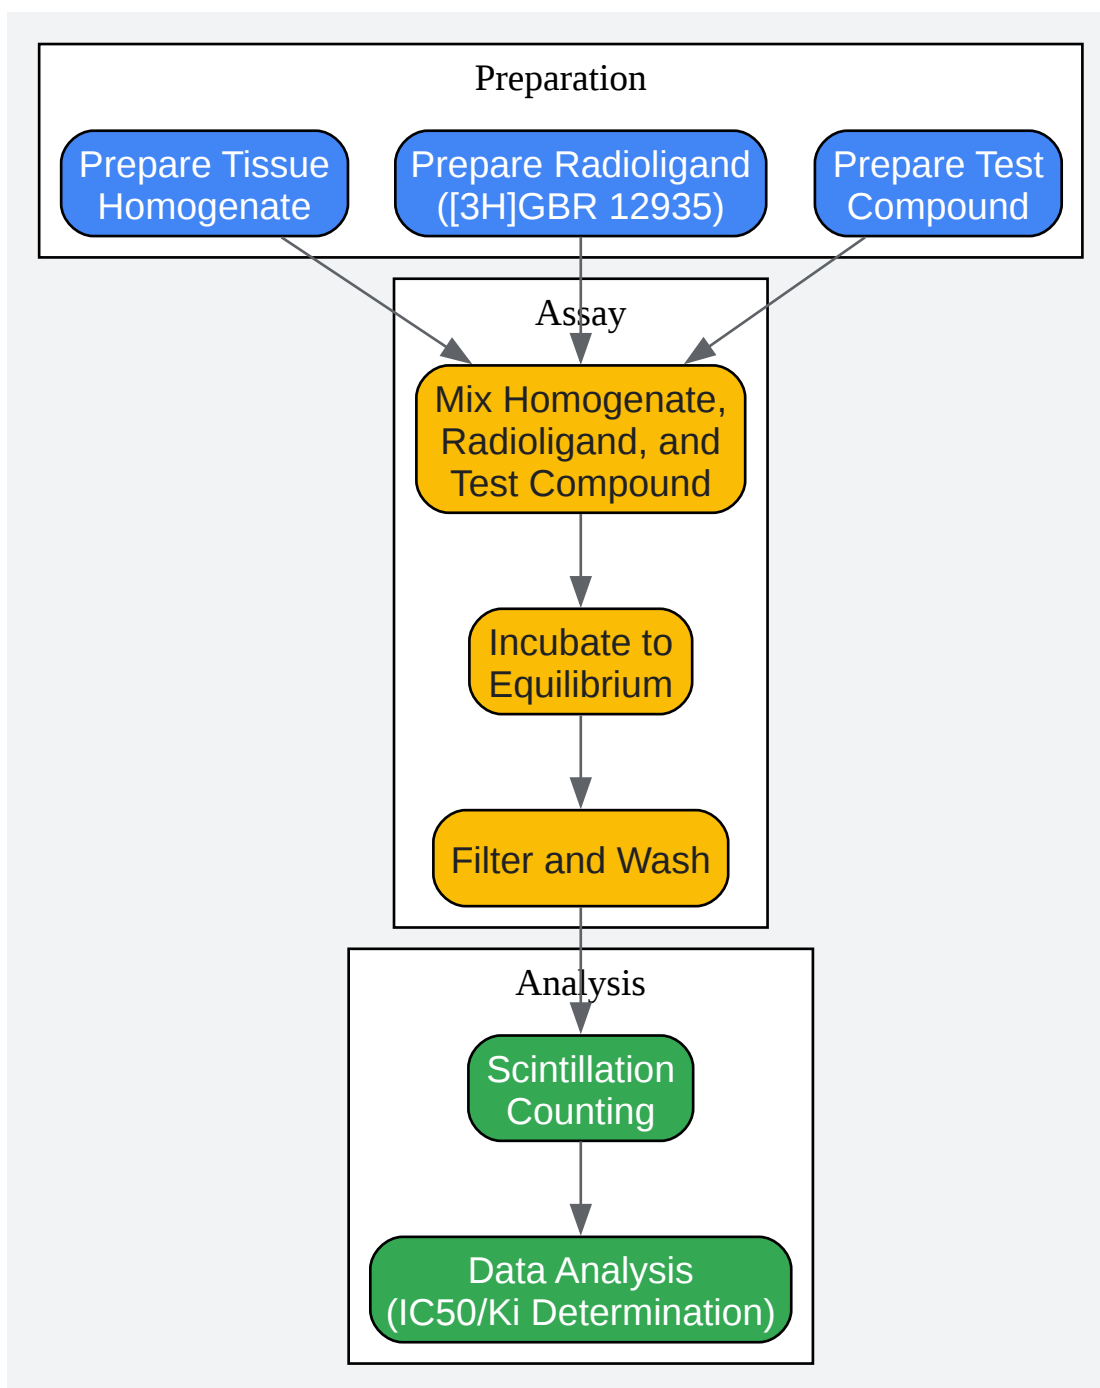 Preparation
Prepare Tissue
Homogenate
Prepare Radioligand
([3H]GBR 12935)
Prepare Test
Compound
Assay
Mix Homogenate,
Radioligand, and
Test Compound
Incubate to
Equilibrium
Filter and Wash
Analysis
Scintillation
Counting
Data Analysis
(IC50/Ki Determination)